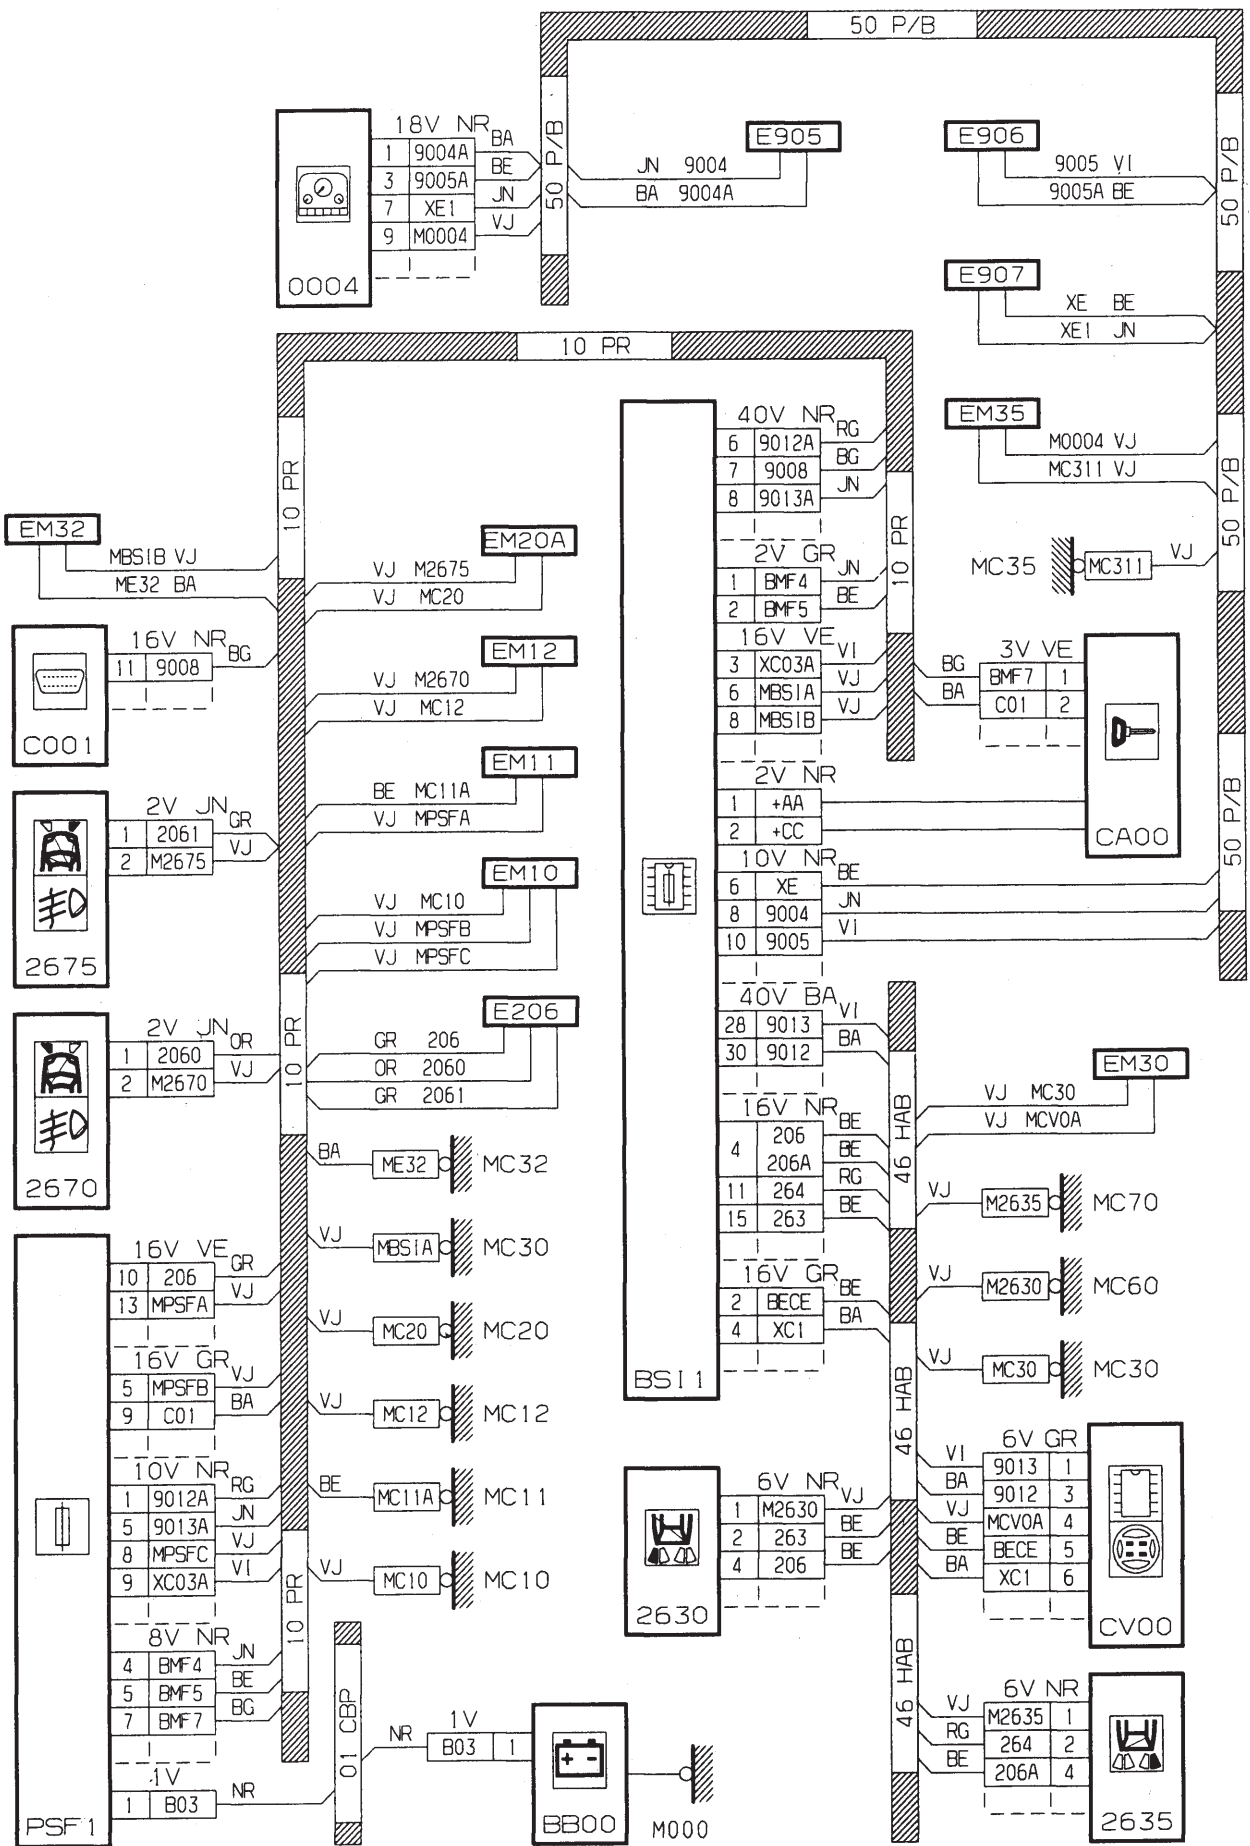 50 P/B
18V NR
1 9004A BA
3 9005A BE
7 XE1 JN
9 M0004 VJ
0004
50 P/B
E905
JN 9004
BA 9004A
E906
9005 VI
9005A BE
50 P/B
E907
XE BE
XE1 JN
10 PR
EM35
M0004 VJ
MC311 VJ
50 P/B
MC35 MC311 VJ
10 PR
EM32
MBSIB VJ
ME32 BA
EM20A
VJ M2675
VJ MC20
16V NR
11 9008 BG
C001
EM12
VJ M2670
VJ MC12
EM11
BE MC11A
VJ MPSFA
2V JN
1 2061 GR
2 M2675 VJ
2675
EM10
VJ MC10
VJ MPSFB
VJ MPSFC
2V JN
1 2060 OR
2 M2670 VJ
2670
10 PR
E206
GR 206
OR 2060
GR 2061
BA ME32 MC32
VJ MBSIA MC30
VJ MC20 MC20
VJ MC12 MC12
BE MC11A MC11
VJ MC10 MC10
16V VE
10 206 GR
13 MPSFA VJ
16V GR
5 MPSFB VJ
9 C01 BA
10V NR
1 9012A RG
5 9013A JN
8 MPSFC VJ
9 XC03A VI
8V NR
4 BMF4 JN
5 BMF5 BE
7 BMF7 BG
1V
1 B03 NR
PSF1
10 PR
01 CBP
NR 1V
B03 1
BB00
M000
40V NR
6 9012A RG
7 9008 BG
8 9013A JN
2V GR
1 BMF4 JN
2 BMF5 BE
16V VE
3 XC03A VI
6 MBSIA VJ
8 MBSIB VJ
2V NR
1 +AA
2 +CC
10V NR
6 XE BE
8 9004 JN
10 9005 VI
40V BA
28 9013 VI
30 9012 BA
16V NR
4 206 BE
206A BE
11 264 RG
15 263 BE
16V GR
2 BECE BE
4 XC1 BA
BSI1
10 PR
3V VE
BG BMF7 1
BA C01 2
CA00
50 P/B
46 HAB
EM30
VJ MC30
VJ MCV0A
VJ M2635 MC70
VJ M2630 MC60
VJ MC30 MC30
46 HAB
6V NR
1 M2630 VJ
2 263 BE
4 206 BE
2630
6V GR
VI 9013 1
BA 9012 3
VJ MCV0A 4
BE BECE 5
BA XC1 6
CV00
46 HAB
6V NR
VJ M2635 1
RG 264 2
BE 206A 4
2635